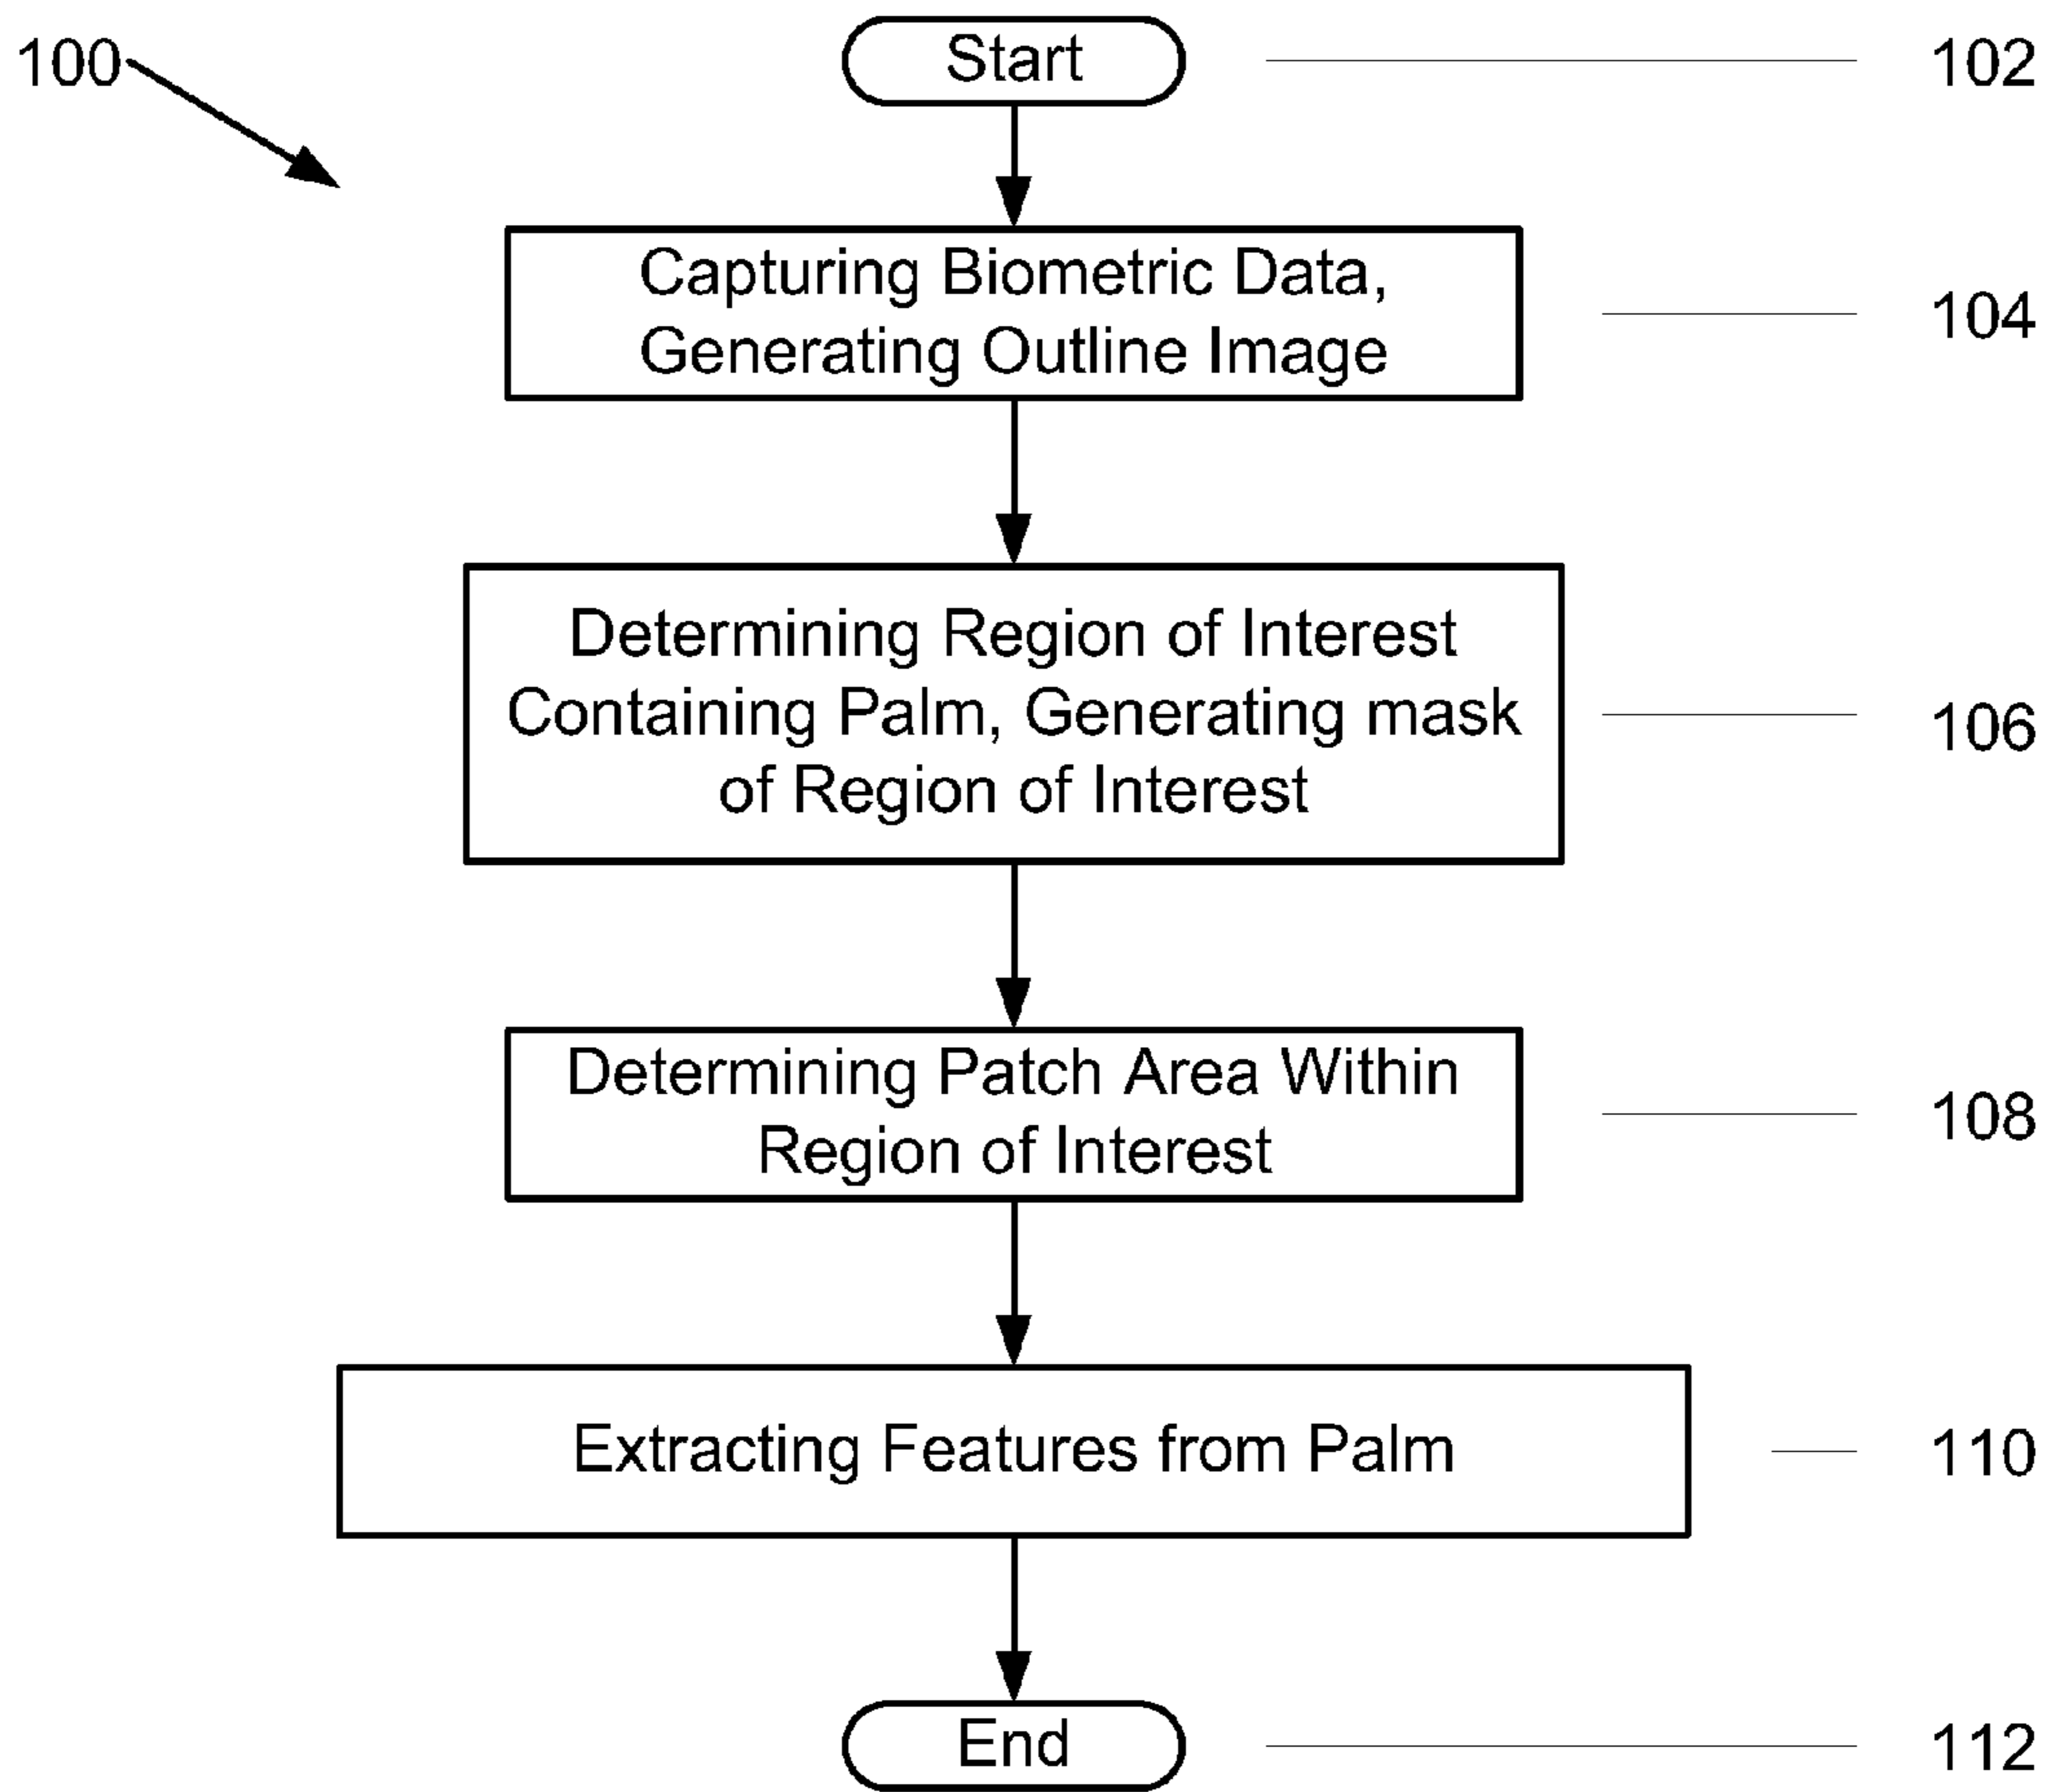 100
Start
102
Capturing Biometric Data,
Generating Outline Image
104
Determining Region of Interest
Containing Palm, Generating mask
of Region of Interest
106
Determining Patch Area Within
Region of Interest
108
Extracting Features from Palm
110
End
112